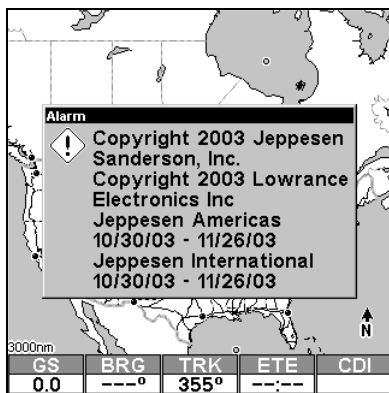 Alarm
Copyright 2003 Jeppesen
Sanderson, Inc.
Copyright 2003 Lowrance
Electronics Inc
Jeppesen Americas
10/30/03 - 11/26/03
Jeppesen International
10/30/03 - 11/26/03
N
3000nm
GS BRG TRK ETE CDI
0.0 ---º 355º --:--